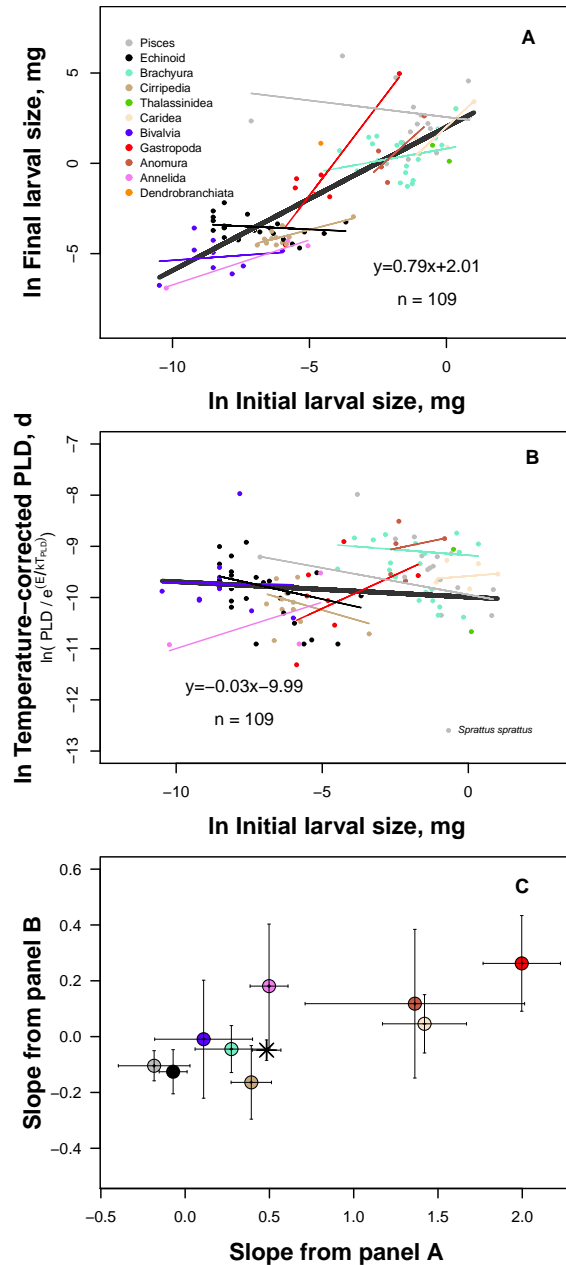 A
Pisces
Echinoid
Brachyura
Cirripedia
Thalassinidea
Caridea
Bivalvia
Gastropoda
Anomura
Annelida
Dendrobranchiata
ln Final larval size, mg
5
0
−5
y=0.79x+2.01
n = 109
−10 −5 0
ln Initial larval size, mg
B
ln Temperature−corrected PLD, d
ln( PLD / e^(E/kT_PLD))
−7
−8
−9
−10
−11
−12
−13
y=−0.03x−9.99
n = 109
Sprattus sprattus
−10 −5 0
ln Initial larval size, mg
C
Slope from panel B
0.6
0.4
0.2
0.0
−0.2
−0.4
−0.5 0.0 0.5 1.0 1.5 2.0
Slope from panel A